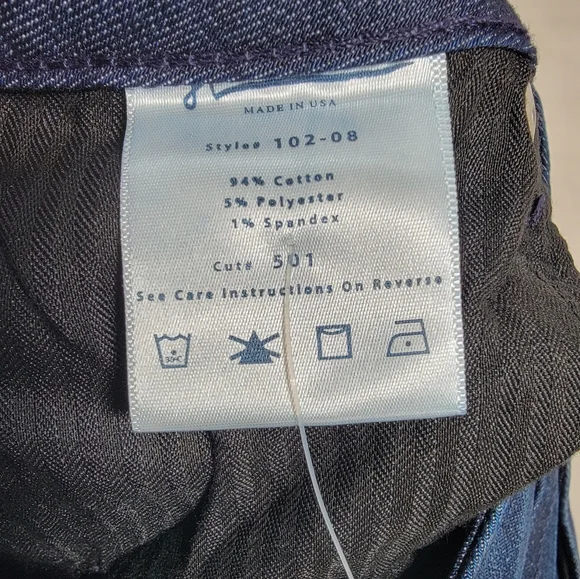 MADE IN USA
Style# 102-08
94% Cotton
5% Polyester
1% Spandex
Cut# 501
See Care Instructions On Reverse
30°C